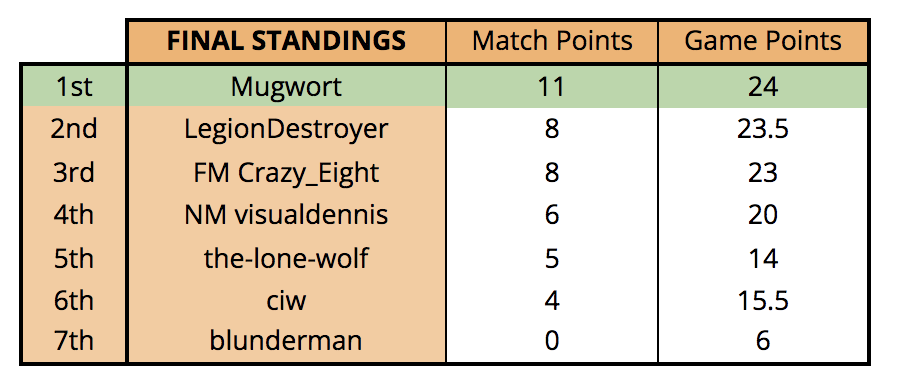 FINAL STANDINGS Match Points Game Points
1st Mugwort 11 24
2nd LegionDestroyer 8 23.5
3rd FM Crazy_Eight 8 23
4th NM visualdennis 6 20
5th the-lone-wolf 5 14
6th ciw 4 15.5
7th blunderman 0 6